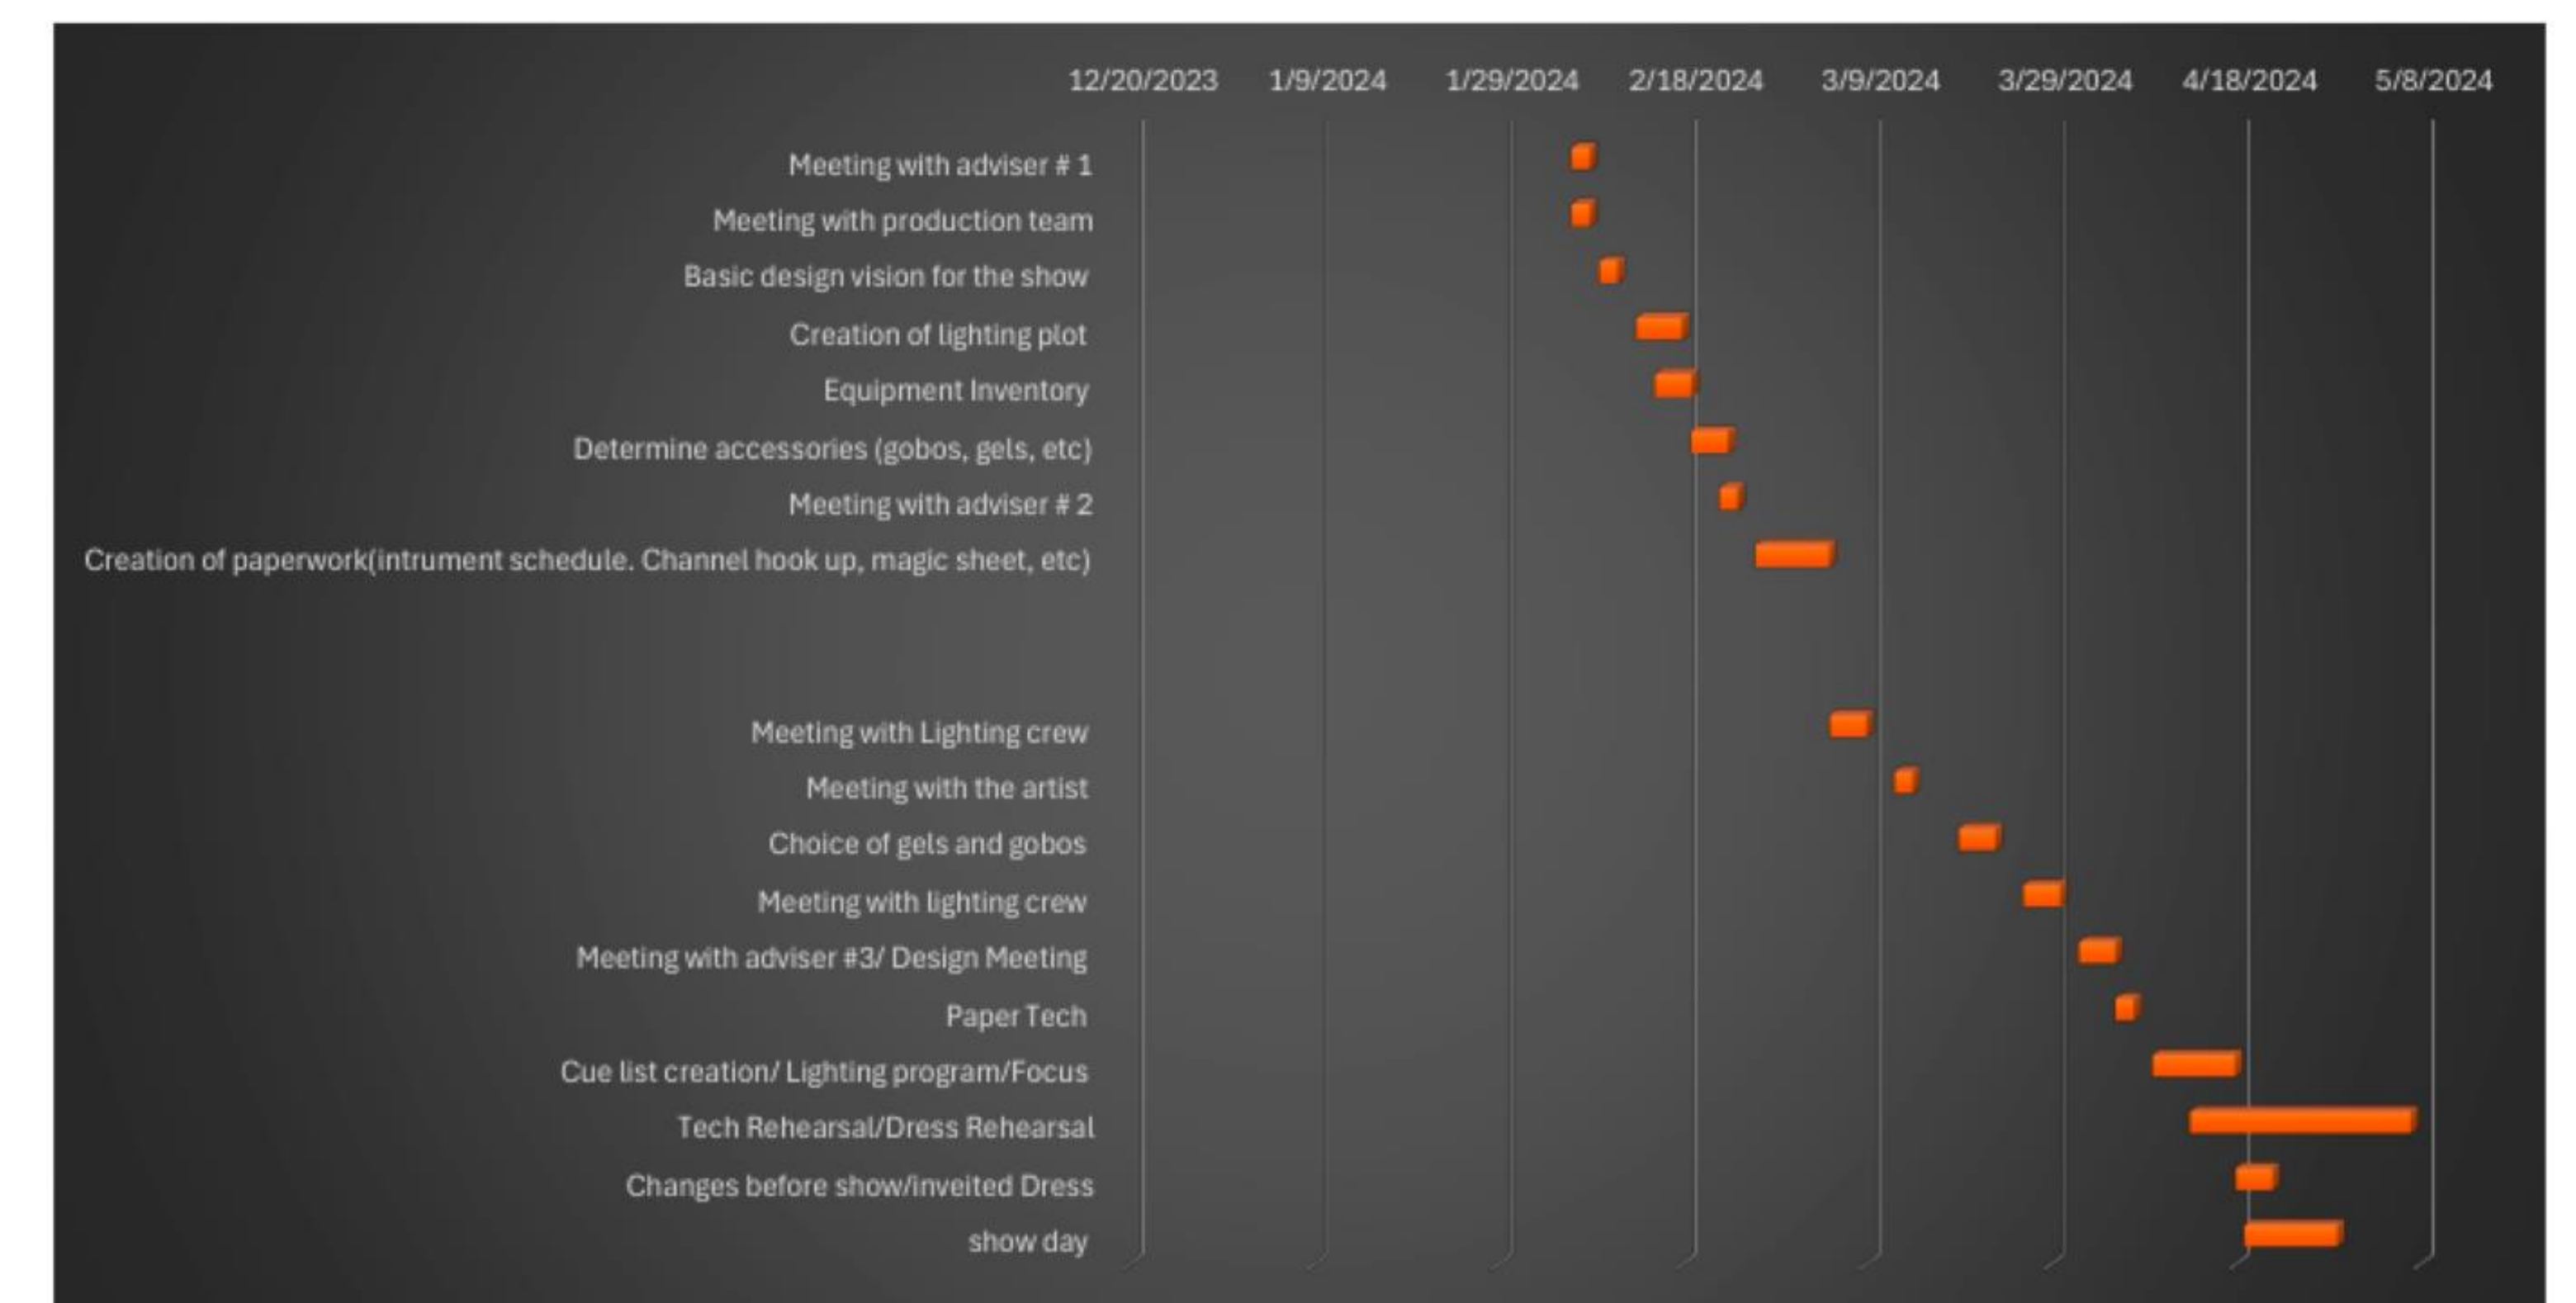 12/20/2023 1/9/2024 1/29/2024 2/18/2024 3/9/2024 3/29/2024 4/18/2024 5/8/2024
Meeting with adviser # 1
Meeting with production team
Basic design vision for the show
Creation of lighting plot
Equipment Inventory
Determine accessories (gobos, gels, etc)
Meeting with adviser # 2
Creation of paperwork(intrument schedule. Channel hook up, magic sheet, etc)
Meeting with Lighting crew
Meeting with the artist
Choice of gels and gobos
Meeting with lighting crew
Meeting with adviser #3/ Design Meeting
Paper Tech
Cue list creation/ Lighting program/Focus
Tech Rehearsal/Dress Rehearsal
Changes before show/inveited Dress
show day